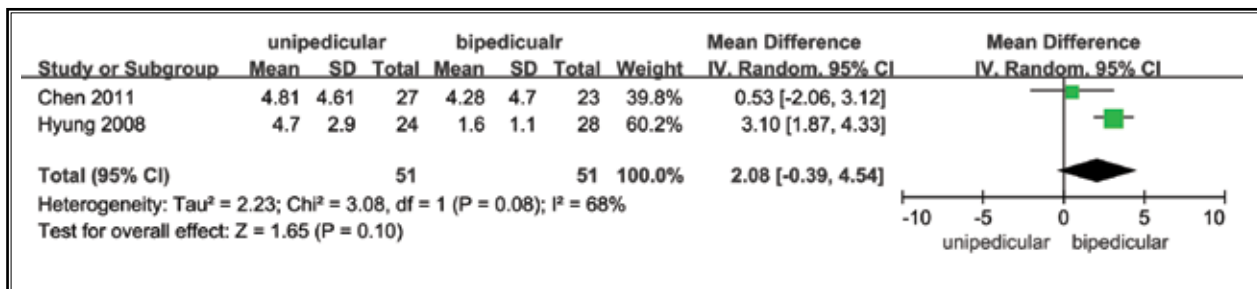 unipedicular bipedicualr Mean Difference Mean Difference
Study or Subgroup Mean SD Total Mean SD Total Weight IV, Random, 95% CI IV, Random, 95% CI
Chen 2011 4.81 4.61 27 4.28 4.7 23 39.8% 0.53 [-2.06, 3.12]
Hyung 2008 4.7 2.9 24 1.6 1.1 28 60.2% 3.10 [1.87, 4.33]
Total (95% CI) 51 51 100.0% 2.08 [-0.39, 4.54]
Heterogeneity: Tau² = 2.23; Chi² = 3.08, df = 1 (P = 0.08); I² = 68%
Test for overall effect: Z = 1.65 (P = 0.10)
-10 -5 0 5 10
unipedicular bipedicular